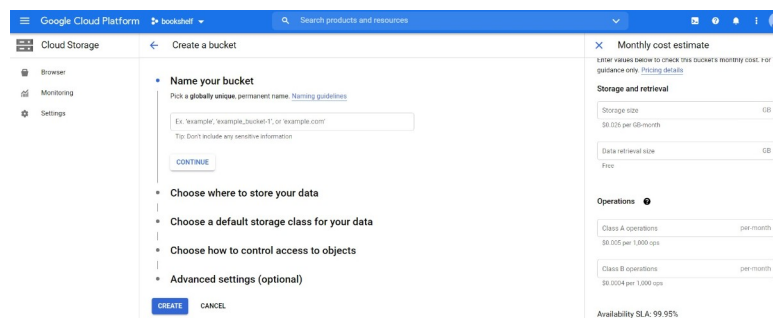 Google Cloud Platform
bookshelf
Search products and resources
Cloud Storage
Create a bucket
Monthly cost estimate
Browser
Monitoring
Settings
Name your bucket
Pick a globally unique, permanent name. Naming guidelines
Ex. 'example', 'example_bucket-1', or 'example.com'
Tip: Don't include any sensitive information
CONTINUE
Choose where to store your data
Choose a default storage class for your data
Choose how to control access to objects
Advanced settings (optional)
CREATE
CANCEL
Enter values below to check this bucket's monthly cost. For
guidance only. Pricing details
Storage and retrieval
Storage size GB
$0.026 per GB-month
Data retrieval size GB
Free
Operations
Class A operations per-month
$0.005 per 1,000 ops
Class B operations per-month
$0.0004 per 1,000 ops
Availability SLA: 99.95%